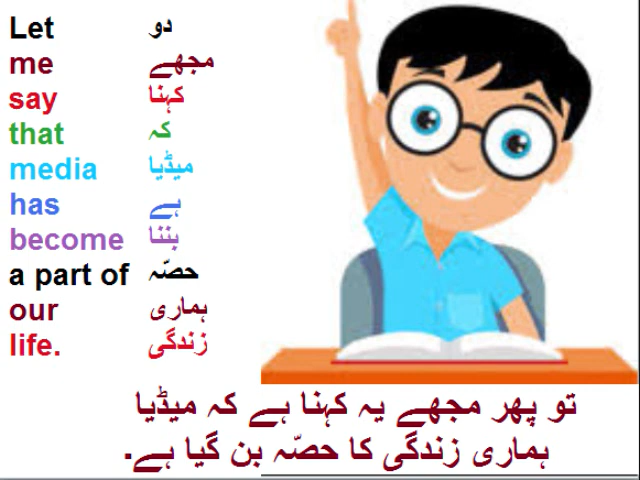 Let دو
me مجھے
say کہنا
that کہ
media میڈیا
has ہے
become بننا
a part of حصّہ
our ہماری
life. زندگی
تو پھر مجھے یہ کہنا ہے کہ میڈیا
ہماری زندگی کا حصّہ بن گیا ہے۔